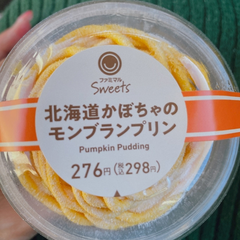 ファミマル
Sweets
北海道かぼちゃの
モンブランプリン
Pumpkin Pudding
276円(税込298円)